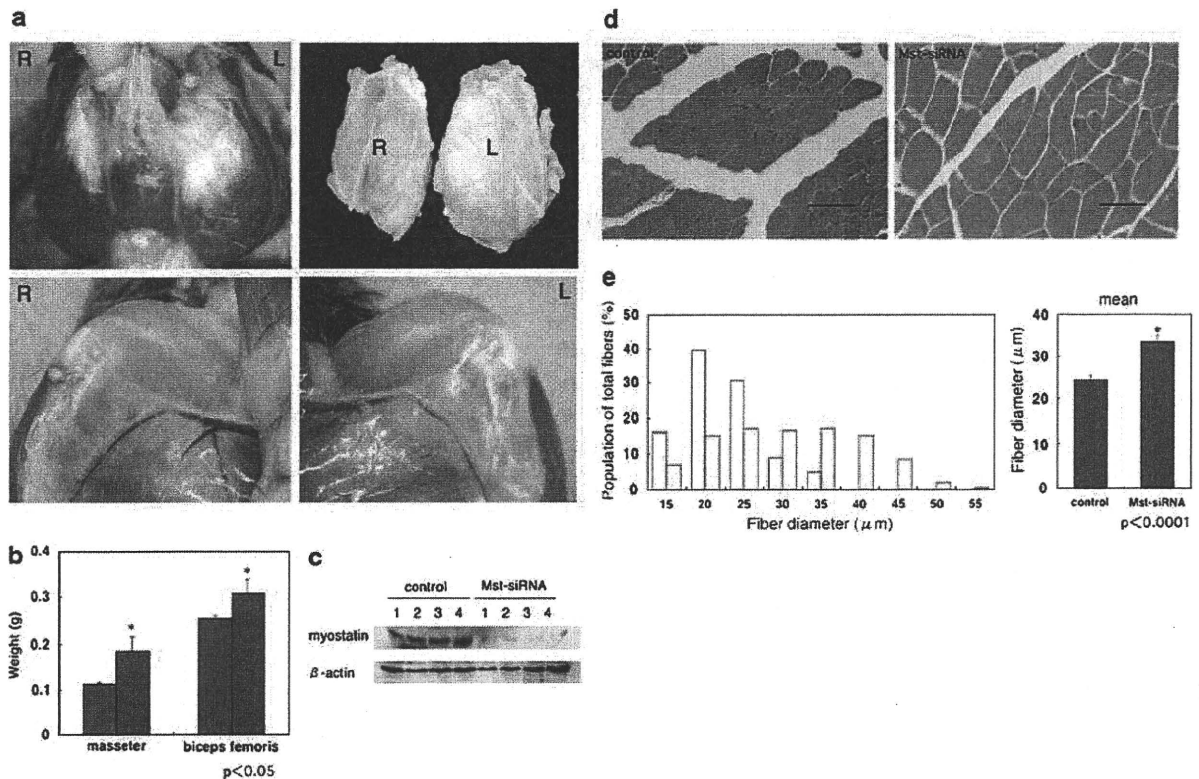 a
R
L
R
L
R
L
b
Weight (g)
0.4
0.3
0.2
0.1
0
*
*
masseter
biceps femoris
p<0.05
c
control
Mst-siRNA
1 2 3 4 1 2 3 4
myostatin
β-actin
d
control
Mst-siRNA
e
Population of total fibers (%)
50
40
30
20
10
0
15 20 25 30 35 40 45 50 55
Fiber diameter (μm)
mean
Fiber diameter (μm)
40
30
20
10
0
*
control
Mst-siRNA
p<0.0001